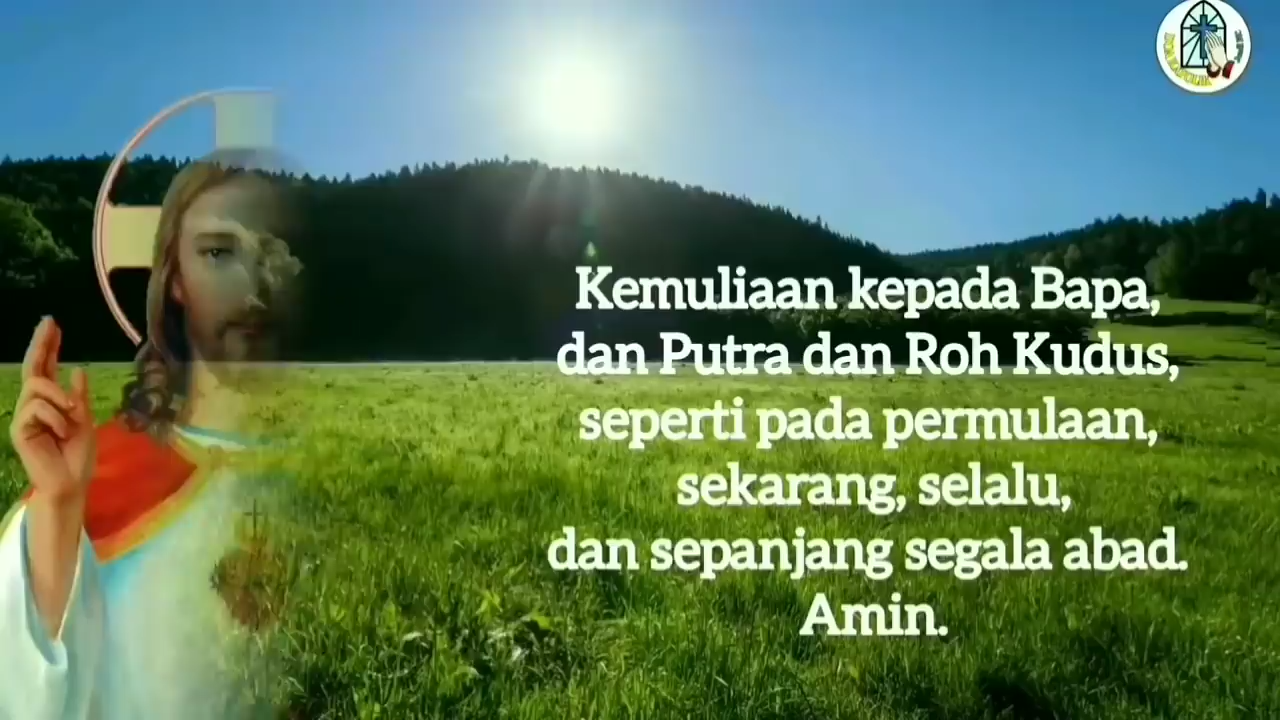 Kemuliaan kepada Bapa,
dan Putra dan Roh Kudus,
seperti pada permulaan,
sekarang, selalu,
dan sepanjang segala abad.
Amin.